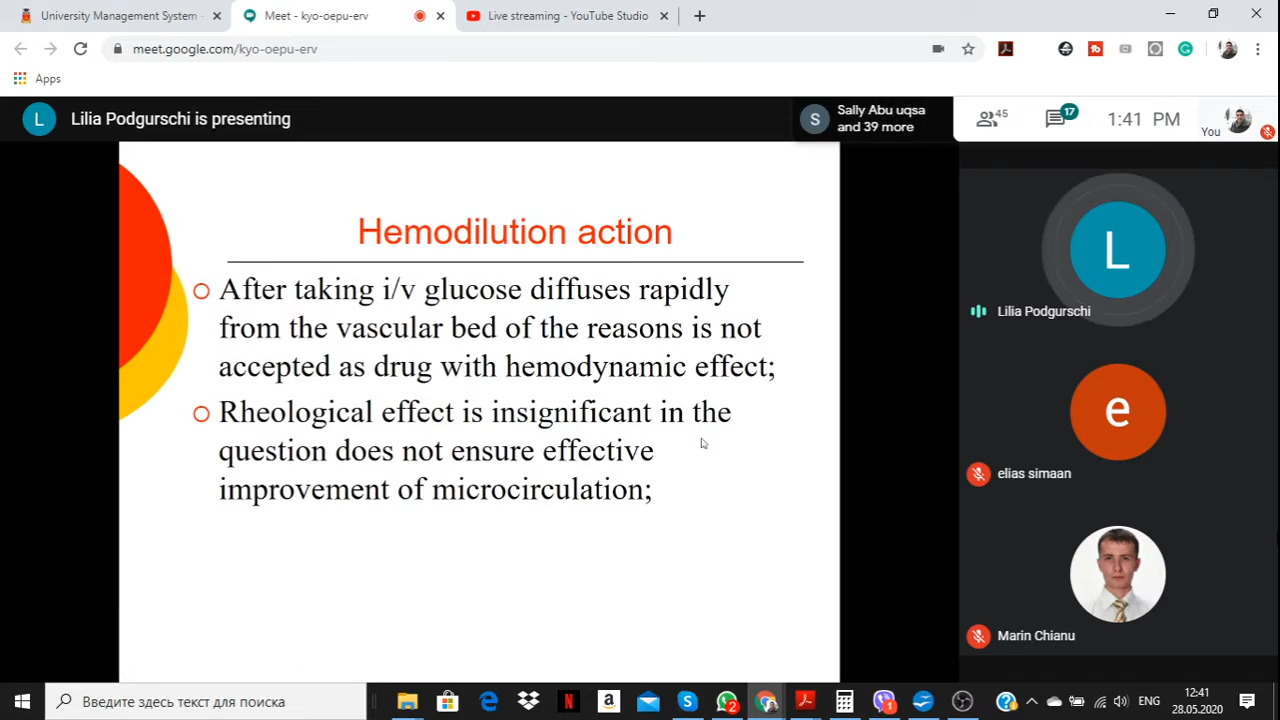 University Management System -
Meet - kyo-oepu-erv
Live streaming - YouTube Studio
meet.google.com/kyo-oepu-erv
Apps
L
Lilia Podgurschi is presenting
S
Sally Abu uqsa
and 39 more
45
17
1:41 PM
You
Hemodilution action
After taking i/v glucose diffuses rapidly
from the vascular bed of the reasons is not
accepted as drug with hemodynamic effect;
Rheological effect is insignificant in the
question does not ensure effective
improvement of microcirculation;
L
Lilia Podgurschi
e
elias simaan
Marin Chianu
Введите здесь текст для поиска
2
1
ENG
12:41
28.05.2020